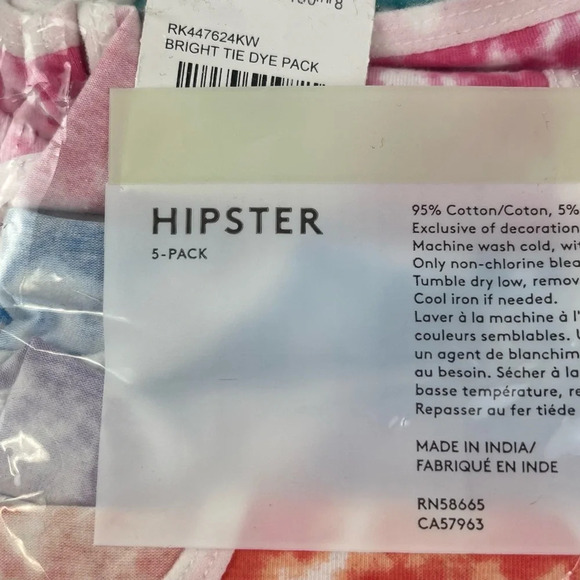 RK447624KW
BRIGHT TIE DYE PACK
HIPSTER
5-PACK
95% Cotton/Coton, 5%
Exclusive of decoration
Machine wash cold, wit
Only non-chlorine blea
Tumble dry low, remov
Cool iron if needed.
Laver à la machine à l'
couleurs semblables. U
un agent de blanchim
au besoin. Sécher à la
basse température, re
Repasser au fer tiéde
MADE IN INDIA/
FABRIQUÉ EN INDE
RN58665
CA57963